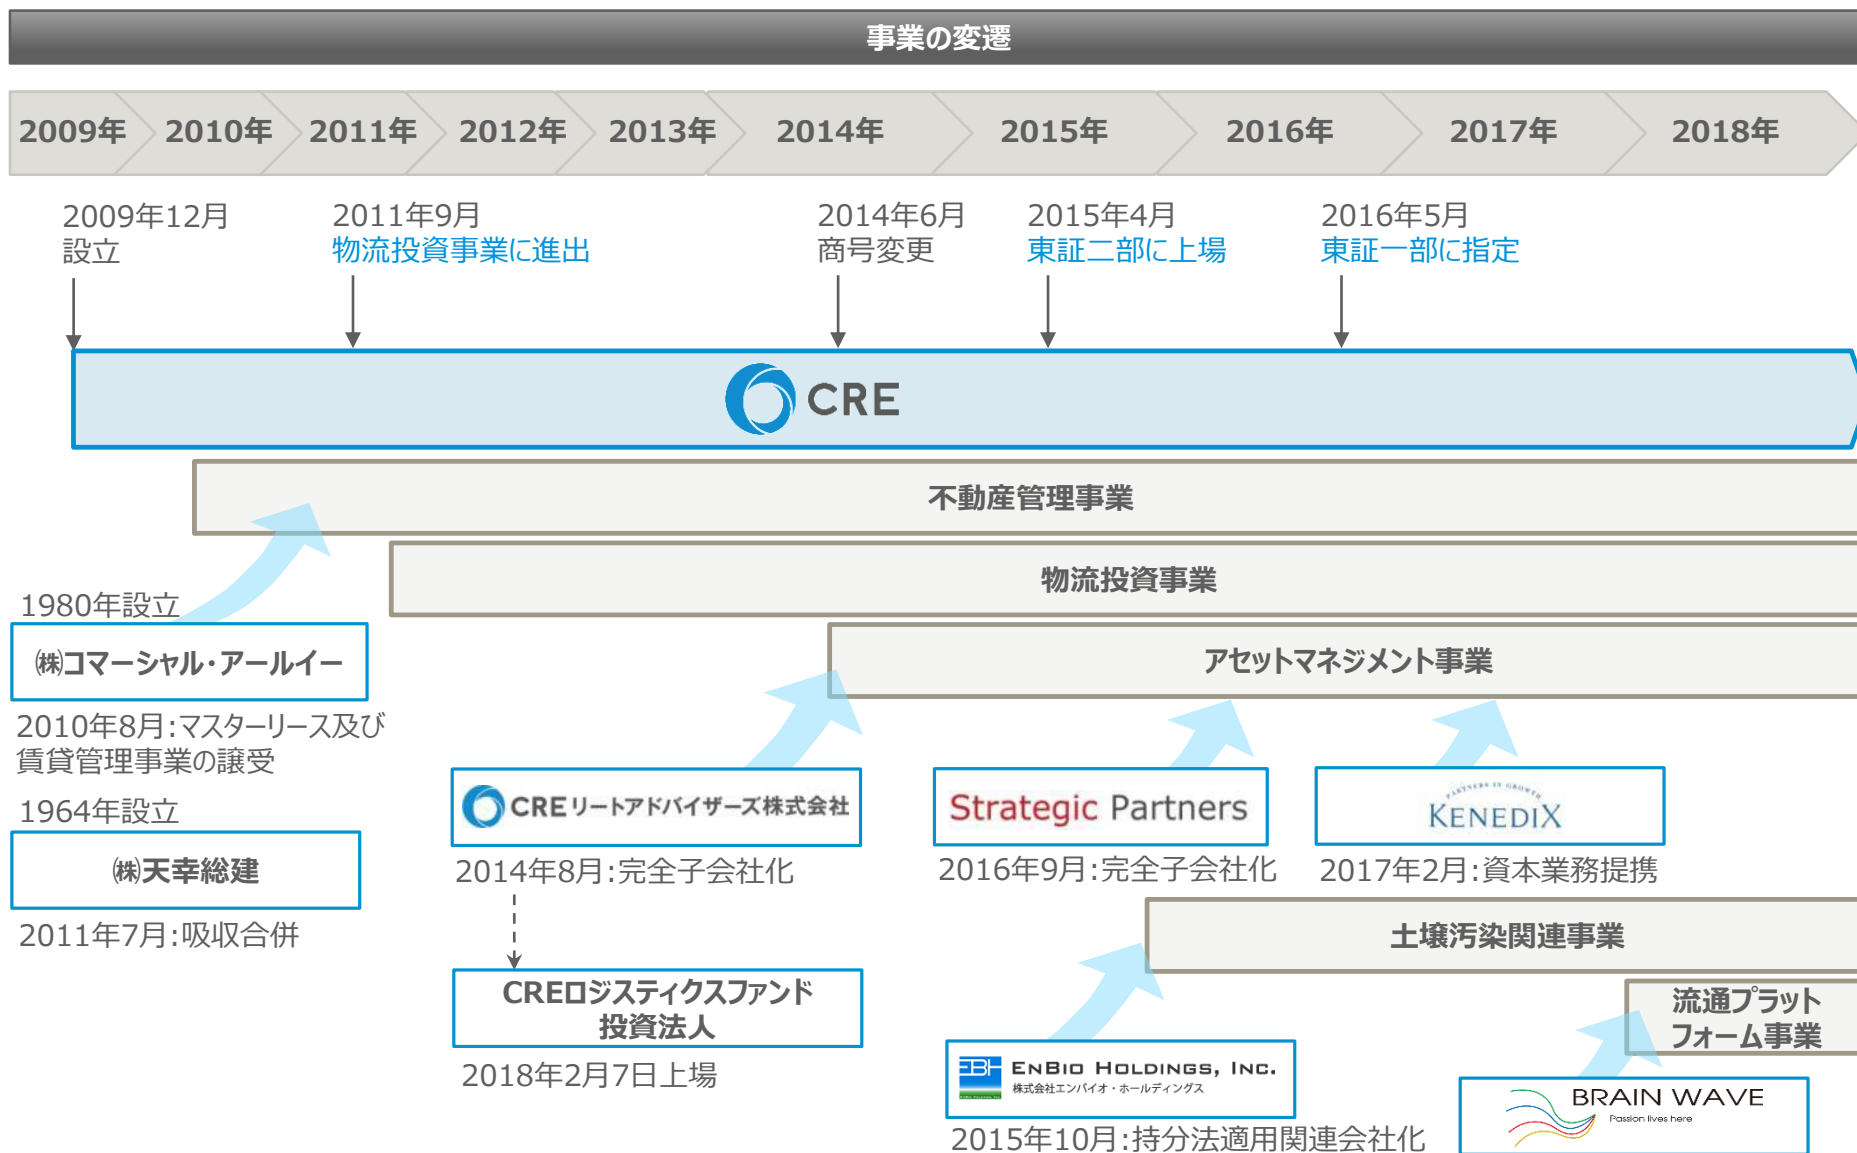 事業の変遷
2009年 2010年 2011年 2012年 2013年 2014年 2015年 2016年 2017年 2018年
2009年12月
設立
2011年9月
物流投資事業に進出
2014年6月
商号変更
2015年4月
東証二部に上場
2016年5月
東証一部に指定
CRE
不動産管理事業
物流投資事業
アセットマネジメント事業
1980年設立
㈱コマーシャル・アールイー
2010年8月:マスターリース及び
賃貸管理事業の譲受
1964年設立
㈱天幸総建
2011年7月:吸収合併
CREリートアドバイザーズ株式会社
2014年8月:完全子会社化
CREロジスティクスファンド
投資法人
2018年2月7日上場
Strategic Partners
2016年9月:完全子会社化
PARTNERS IN GROWTH
KENEDIX
2017年2月:資本業務提携
土壌汚染関連事業
流通プラット
フォーム事業
EBH
ENBIO HOLDINGS, INC.
株式会社エンバイオ・ホールディングス
2015年10月:持分法適用関連会社化
BRAIN WAVE
Passion lives here